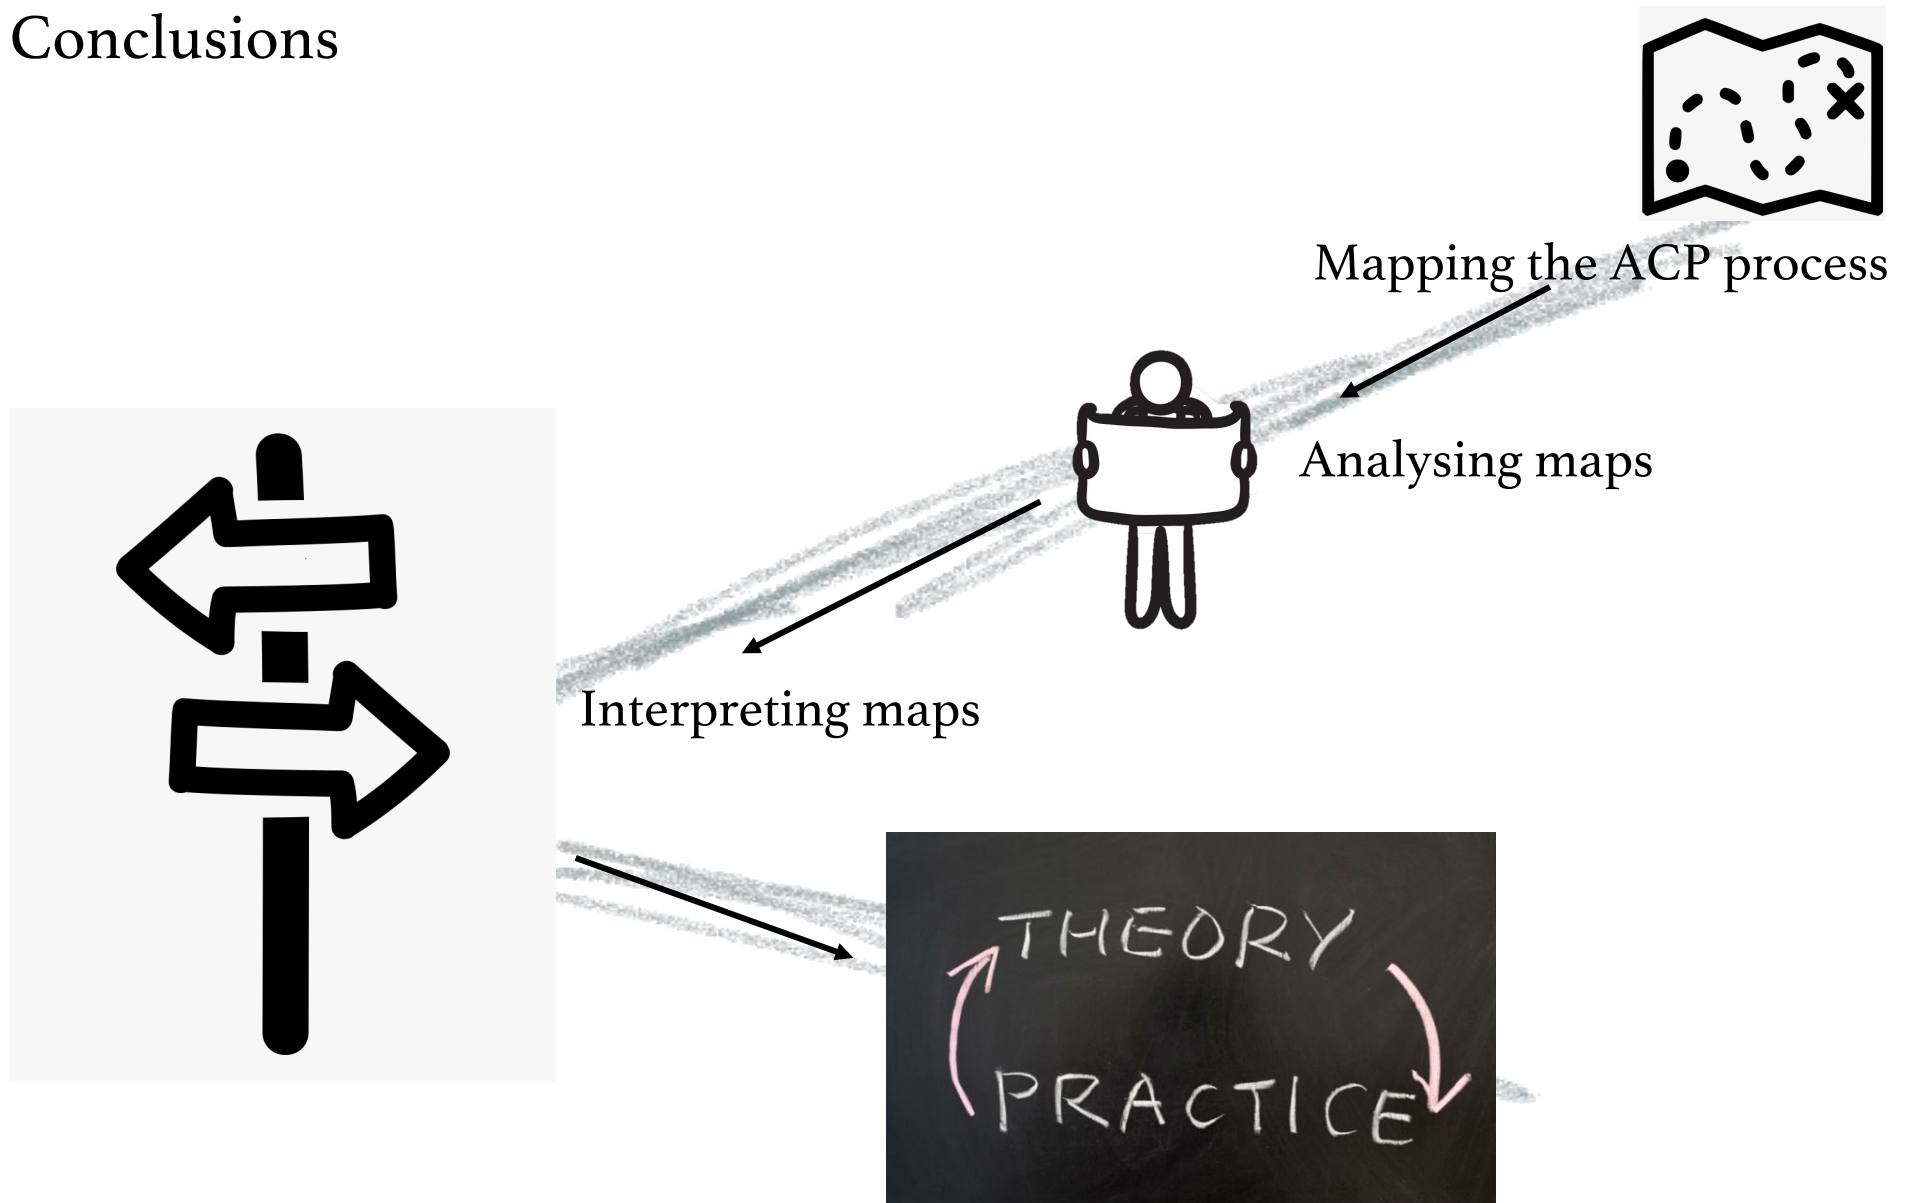 Conclusions
Mapping the ACP process
Analysing maps
Interpreting maps
THEORY
PRACTICE